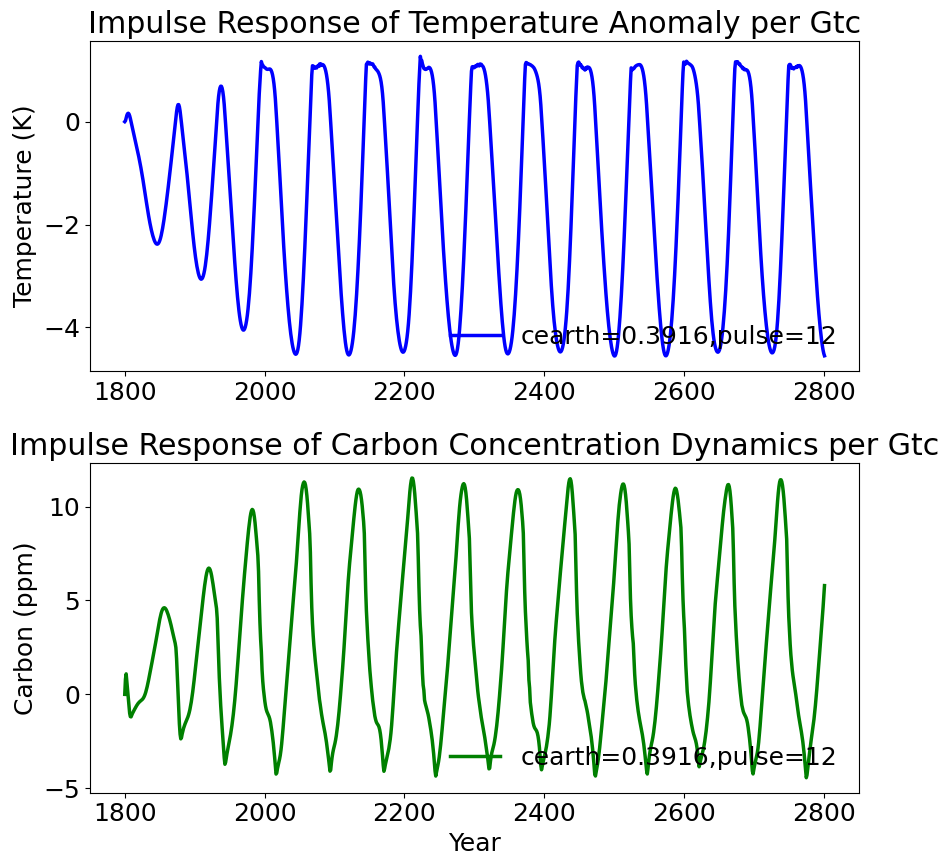 Impulse Response of Temperature Anomaly per Gtc
Temperature (K)
0
−2
−4
cearth=0.3916,pulse=12
1800 2000 2200 2400 2600 2800
Impulse Response of Carbon Concentration Dynamics per Gtc
Carbon (ppm)
10
5
0
−5
cearth=0.3916,pulse=12
1800 2000 2200 2400 2600 2800
Year